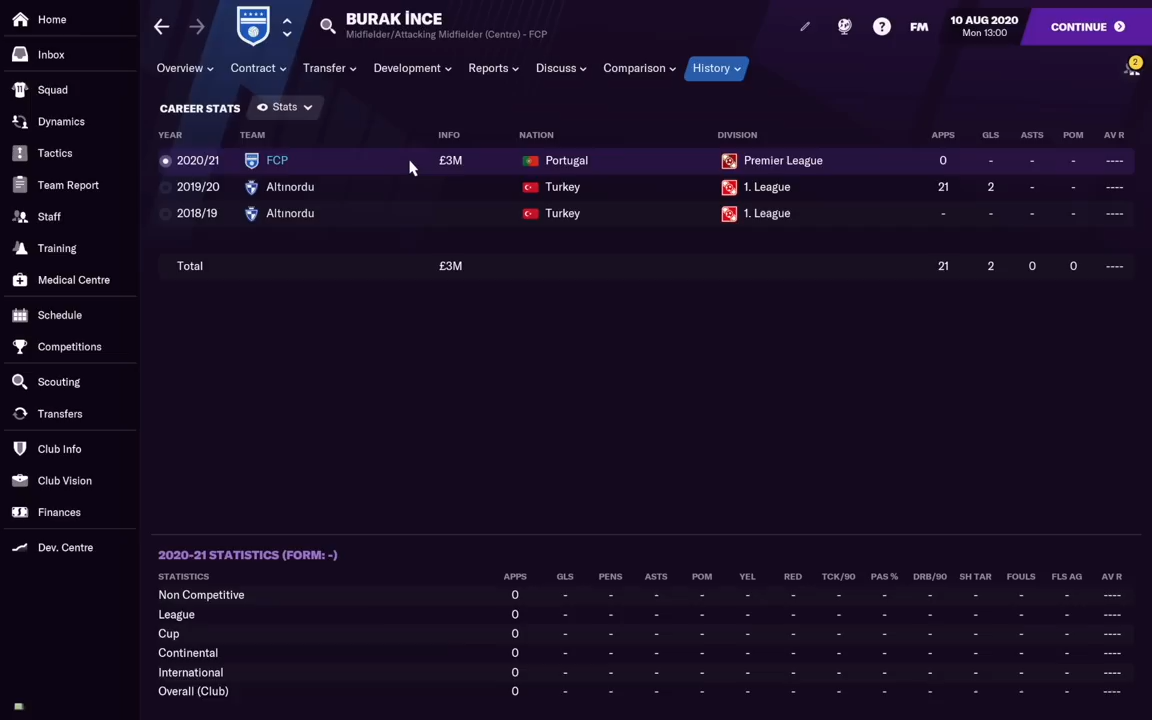 Home
Inbox
Squad
Dynamics
Tactics
Team Report
Staff
Training
Medical Centre
Schedule
Competitions
Scouting
Transfers
Club Info
Club Vision
Finances
Dev. Centre
BURAK İNCE
Midfielder/Attacking Midfielder (Centre) - FCP
? FM 10 AUG 2020 CONTINUE
Mon 13:00
Overview Contract Transfer Development Reports Discuss Comparison History
2
CAREER STATS Stats
YEAR TEAM INFO NATION DIVISION APPS GLS ASTS POM AV R
2020/21 FCP £3M Portugal Premier League 0 - - - ----
2019/20 Altınordu Turkey 1. League 21 2 - - ----
2018/19 Altınordu Turkey 1. League - - - - ----
Total £3M 21 2 0 0 ----
2020-21 STATISTICS (FORM: -)
STATISTICS APPS GLS PENS ASTS POM YEL RED TCK/90 PAS % DRB/90 SH TAR FOULS FLS AG AV R
Non Competitive 0 - - - - - - - - - - - - ----
League 0 - - - - - - - - - - - - ----
Cup 0 - - - - - - - - - - - - ----
Continental 0 - - - - - - - - - - - - ----
International 0 - - - - - - - - - - - - ----
Overall (Club) 0 - - - - - - - - - - - - ----